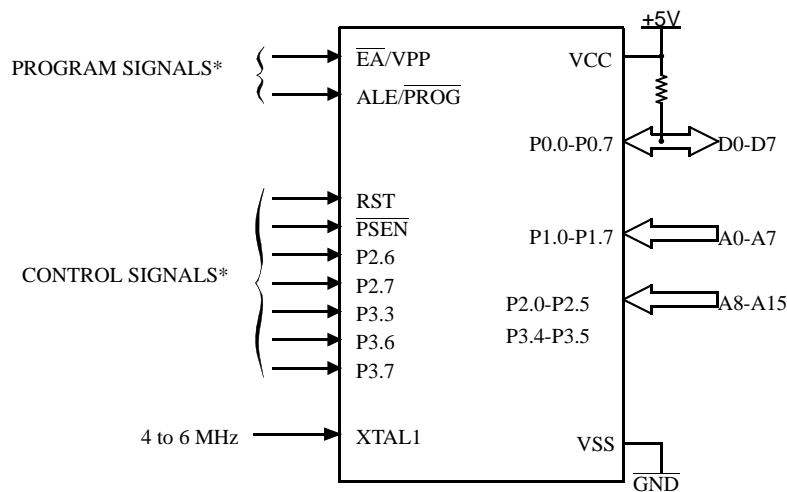 +5V
PROGRAM SIGNALS*
EA/VPP
VCC
ALE/PROG
P0.0-P0.7
D0-D7
RST
PSEN
P1.0-P1.7
A0-A7
P2.6
CONTROL SIGNALS*
P2.7
P2.0-P2.5
A8-A15
P3.3
P3.4-P3.5
P3.6
P3.7
4 to 6 MHz
XTAL1
VSS
GND